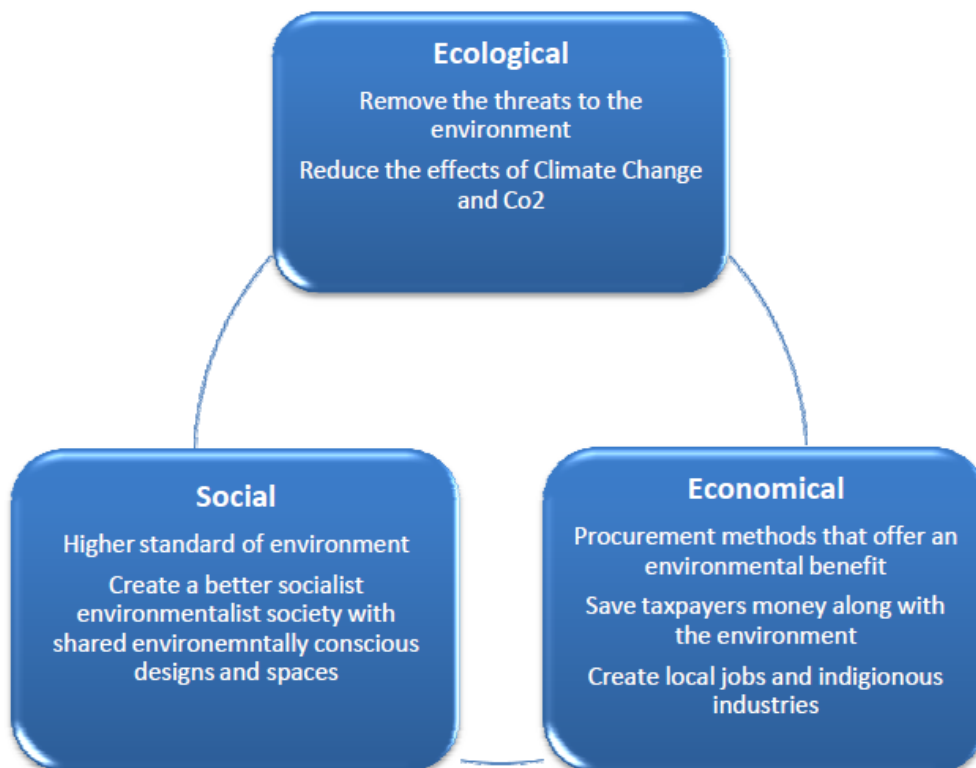 Ecological
Remove the threats to the
environment
Reduce the effects of Climate Change
and Co2
Social
Higher standard of environment
Create a better socialist
environmentalist society with
shared environemntally conscious
designs and spaces
Economical
Procurement methods that offer an
environmental benefit
Save taxpayers money along with
the environment
Create local jobs and indigionous
industries